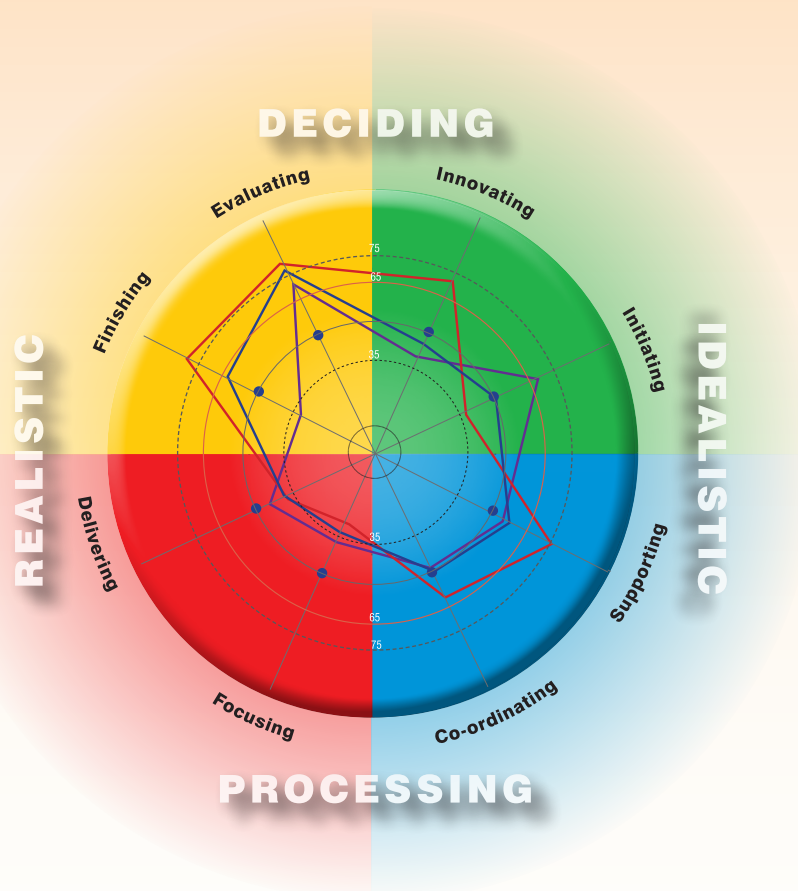 DECIDING
Evaluating
Innovating
Finishing
Initiating
75
65
35
REALISTIC
IDEALISTIC
Delivering
Supporting
35
65
75
Focusing
Co-ordinating
PROCESSING